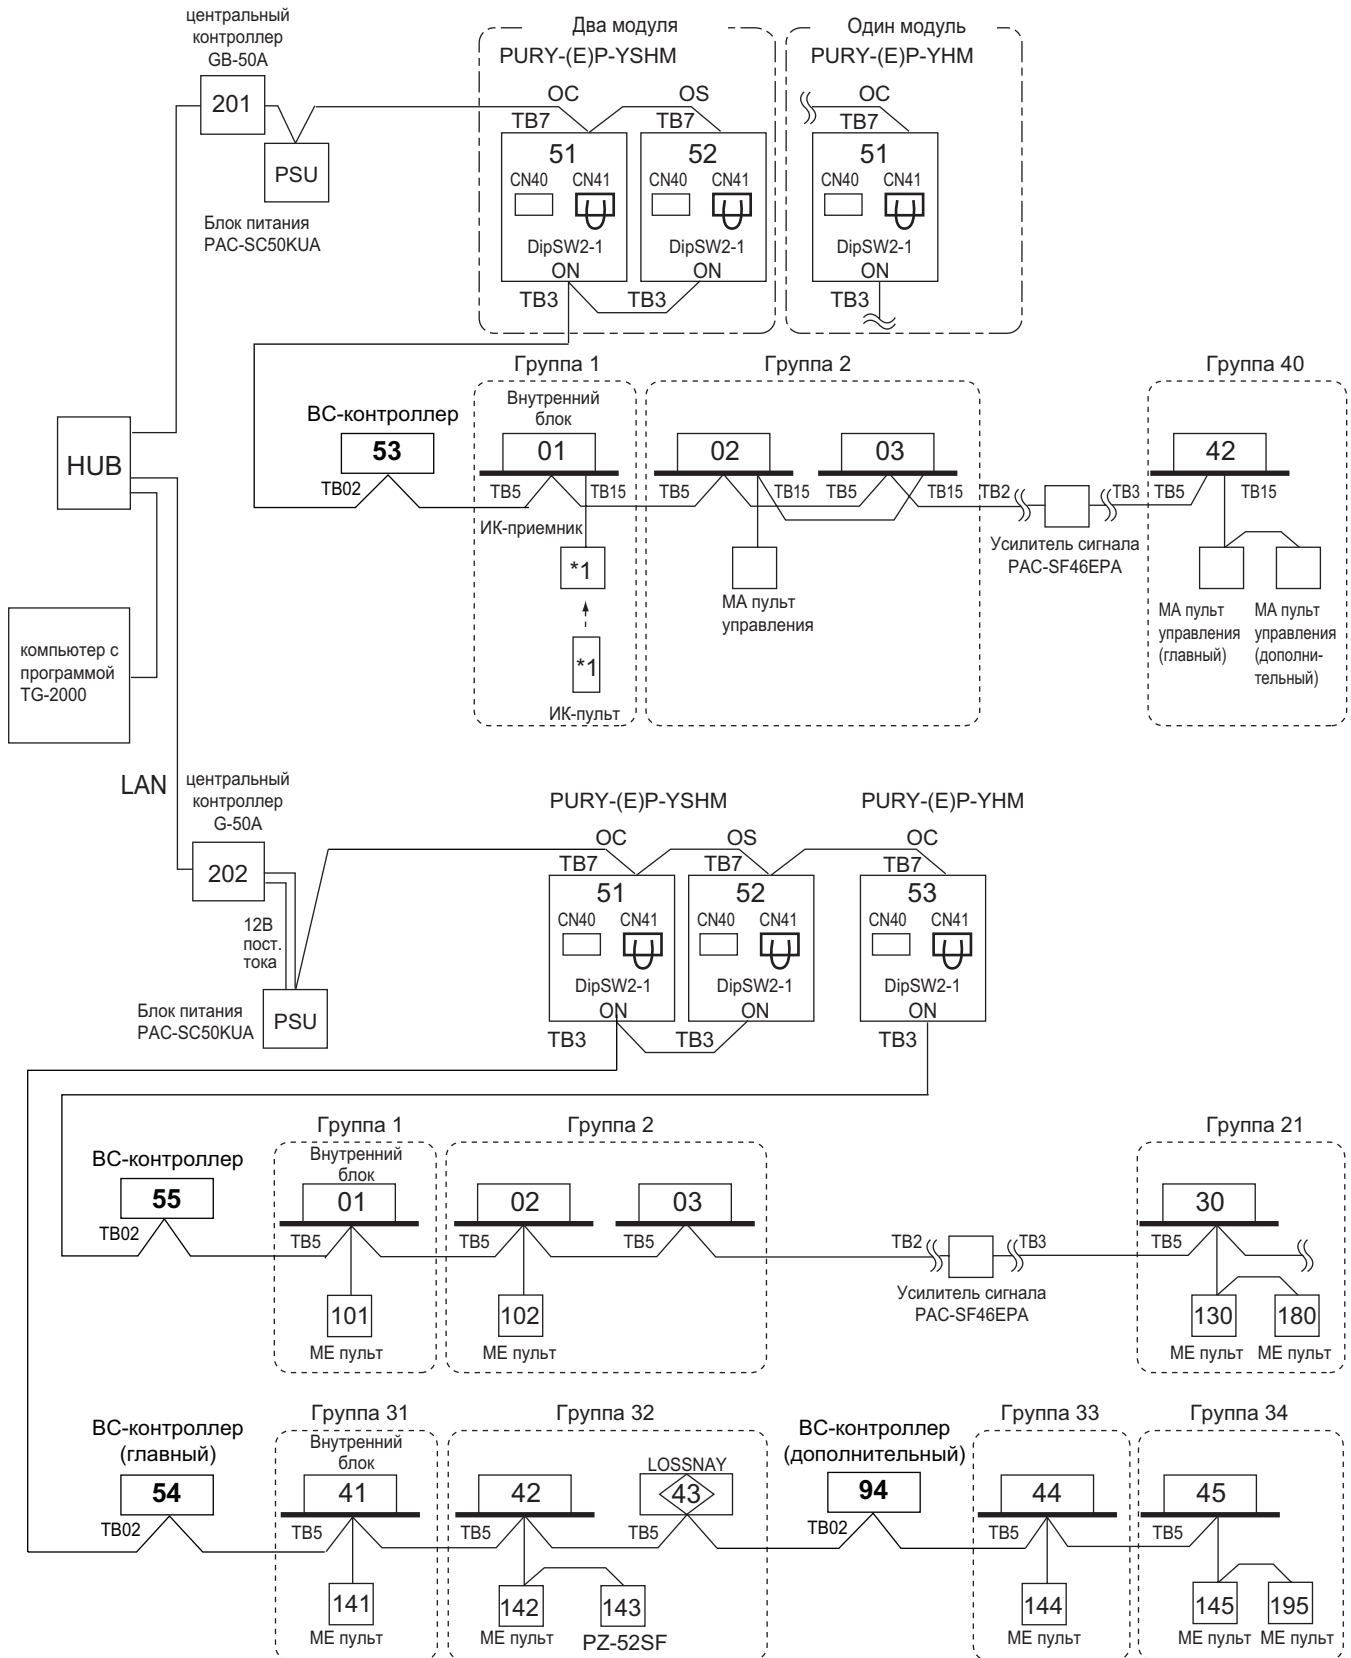 центральный
контроллер
GB-50A
201
PSU
Блок питания
PAC-SC50KUA
Два модуля
PURY-(E)P-YSHM
OC
OS
TB7
TB7
51
52
CN40
CN41
CN40
CN41
DipSW2-1
DipSW2-1
ON
ON
TB3
TB3
Один модуль
PURY-(E)P-YHM
OC
TB7
51
CN40
CN41
DipSW2-1
ON
TB3
HUB
компьютер с
программой
TG-2000
LAN
ВС-контроллер
53
TB02
Группа 1
Внутренний
блок
01
TB5
TB15
ИК-приемник
*1
*1
ИК-пульт
Группа 2
02
03
TB5
TB15
TB5
TB15
МА пульт
управления
TB2
TB3
Усилитель сигнала
PAC-SF46EPA
Группа 40
42
TB5
TB15
МА пульт
управления
(главный)
МА пульт
управления
(дополни-
тельный)
центральный
контроллер
G-50A
202
12В
пост.
тока
Блок питания
PAC-SC50KUA
PSU
PURY-(E)P-YSHM
PURY-(E)P-YHM
OC
OS
OC
TB7
TB7
TB7
51
52
53
CN40
CN41
CN40
CN41
CN40
CN41
DipSW2-1
DipSW2-1
DipSW2-1
ON
ON
ON
TB3
TB3
TB3
ВС-контроллер
55
TB02
Группа 1
Внутренний
блок
01
TB5
101
МЕ пульт
Группа 2
02
03
TB5
TB5
102
МЕ пульт
TB2
TB3
Усилитель сигнала
PAC-SF46EPA
Группа 21
30
TB5
130
180
МЕ пульт
МЕ пульт
ВС-контроллер
(главный)
54
TB02
Группа 31
Внутренний
блок
41
TB5
141
МЕ пульт
Группа 32
LOSSNAY
42
43
TB5
TB5
142
143
МЕ пульт
PZ-52SF
ВС-контроллер
(дополнительный)
94
TB02
Группа 33
44
TB5
144
МЕ пульт
Группа 34
45
TB5
145
195
МЕ пульт
МЕ пульт